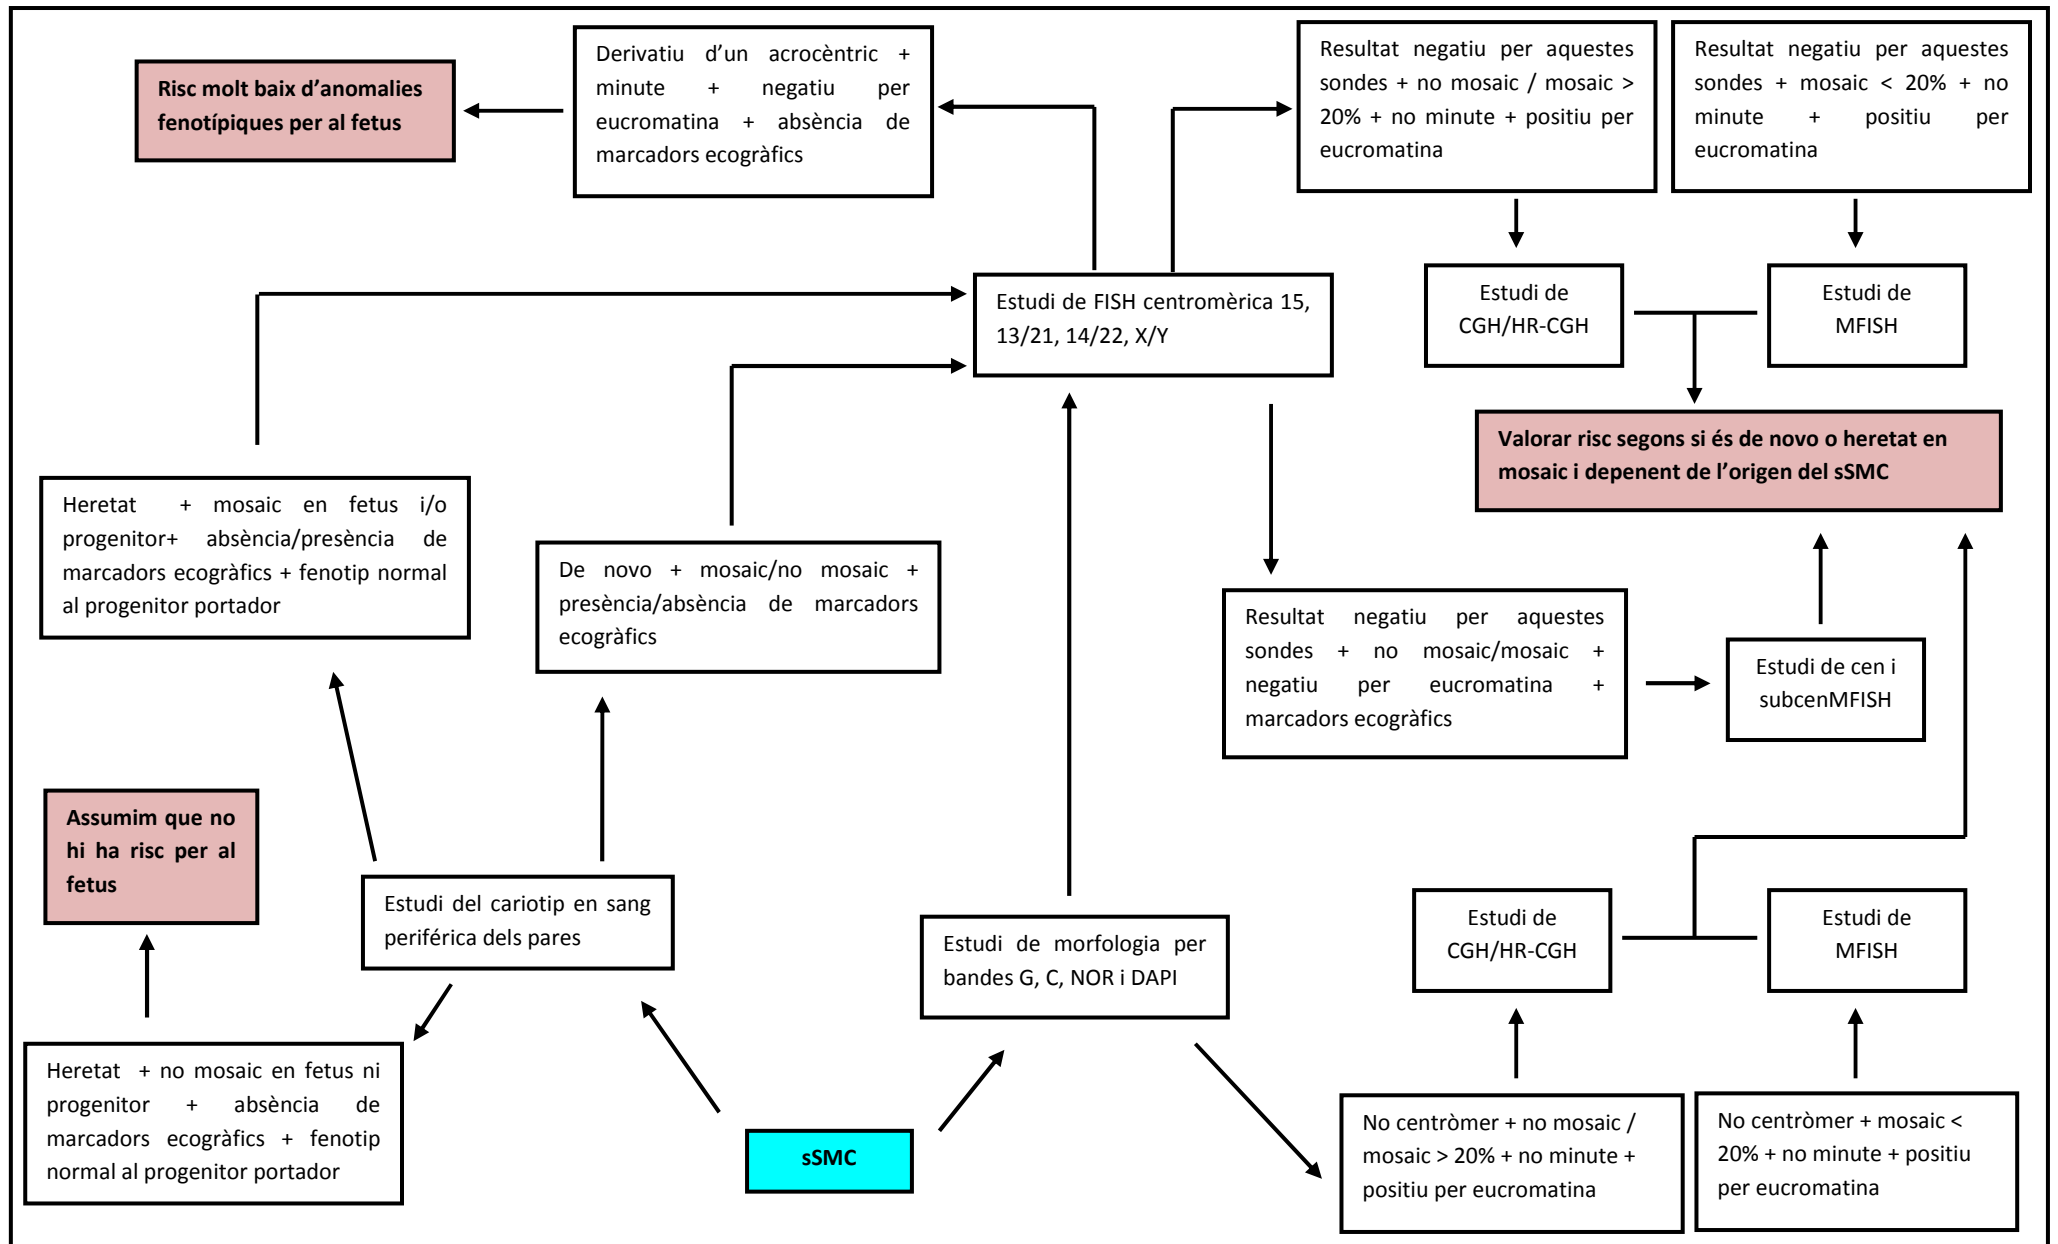 Risc molt baix d’anomalies
fenotípiques per al fetus
Derivatiu d’un acrocèntric +
minute + negatiu per
eucromatina + absència de
marcadors ecogràfics
Resultat negatiu per aquestes
sondes + no mosaic / mosaic >
20% + no minute + positiu per
eucromatina
Resultat negatiu per aquestes
sondes + mosaic < 20% + no
minute + positiu per
eucromatina
Estudi de FISH centromèrica 15,
13/21, 14/22, X/Y
Estudi de
CGH/HR-CGH
Estudi de
MFISH
Valorar risc segons si és de novo o heretat en
mosaic i depenent de l’origen del sSMC
Heretat + mosaic en fetus i/o
progenitor+ absència/presència de
marcadors ecogràfics + fenotip normal
al progenitor portador
De novo + mosaic/no mosaic +
presència/absència de marcadors
ecogràfics
Resultat negatiu per aquestes
sondes + no mosaic/mosaic +
negatiu per eucromatina +
marcadors ecogràfics
Estudi de cen i
subcenMFISH
Assumim que no
hi ha risc per al
fetus
Estudi del cariotip en sang
periférica dels pares
Estudi de morfologia per
bandes G, C, NOR i DAPI
Estudi de
CGH/HR-CGH
Estudi de
MFISH
Heretat + no mosaic en fetus ni
progenitor + absència de
marcadors ecogràfics + fenotip
normal al progenitor portador
sSMC
No centròmer + no mosaic /
mosaic > 20% + no minute +
positiu per eucromatina
No centròmer + mosaic <
20% + no minute + positiu
per eucromatina